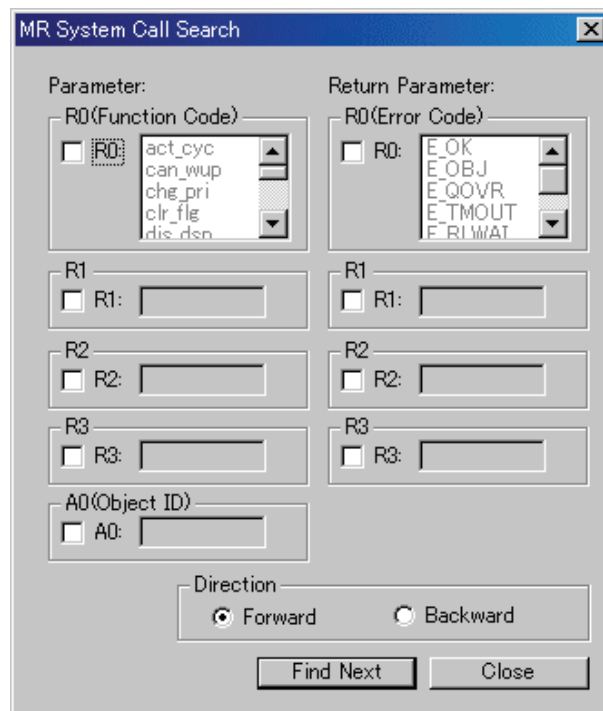 MR System Call Search
Parameter:
R0(Function Code)
R0:
act_cyc
can_wup
chg_pri
clr_flg
dis_dsp
R1
R1:
R2
R2:
R3
R3:
A0(Object ID)
A0:
Return Parameter:
R0(Error Code)
R0:
E_OK
E_OBJ
E_QOVR
E_TMOUT
E_RLWAI
R1
R1:
R2
R2:
R3
R3:
Direction
Forward
Backward
Find Next
Close